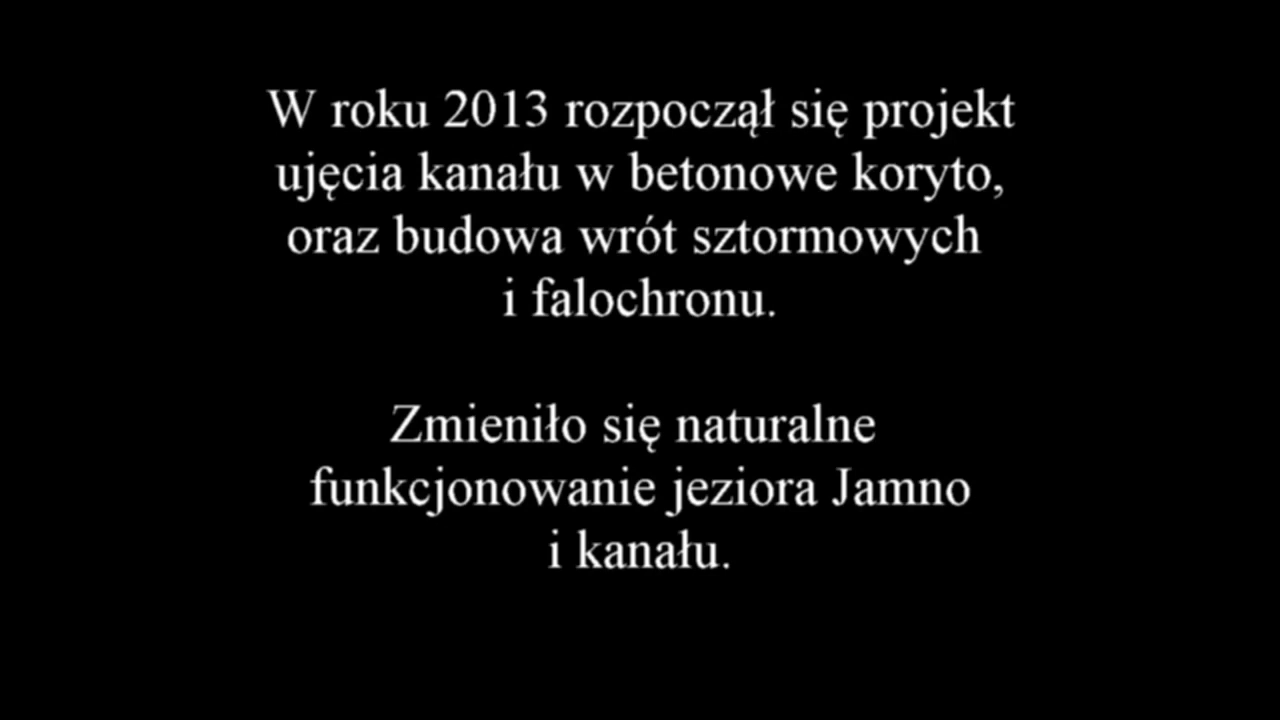 W roku 2013 rozpoczął się projekt
ujęcia kanału w betonowe koryto,
oraz budowa wrót sztormowych
i falochronu.
Zmieniło się naturalne
funkcjonowanie jeziora Jamno
i kanału.